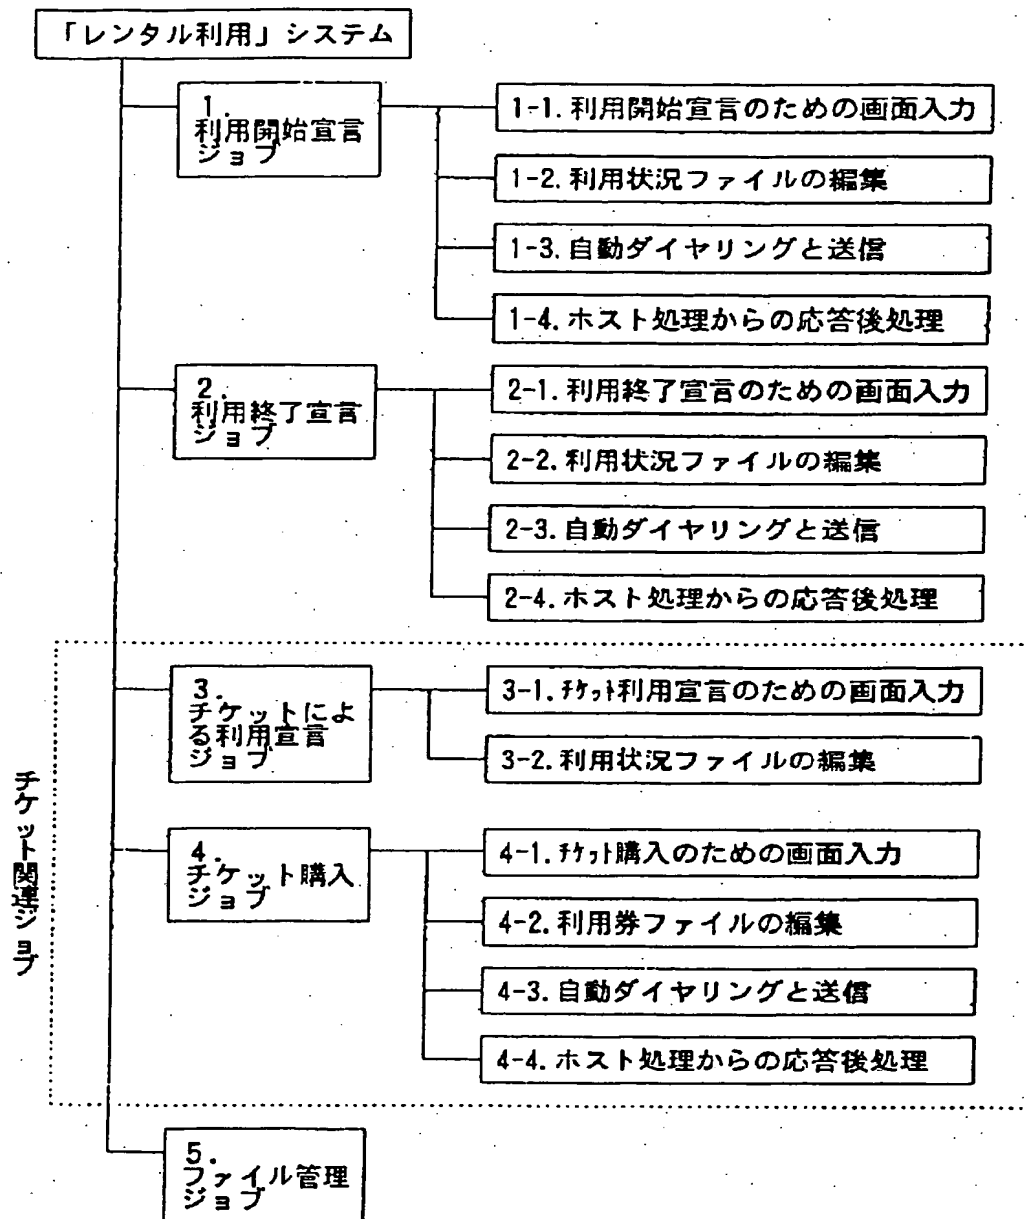 「レンタル利用」システム
1.
利用開始宣言
ジョブ
1-1.利用開始宣言のための画面入力
1-2.利用状況ファイルの編集
1-3.自動ダイヤリングと送信
1-4.ホスト処理からの応答後処理
2.
利用終了宣言
ジョブ
2-1.利用終了宣言のための画面入力
2-2.利用状況ファイルの編集
2-3.自動ダイヤリングと送信
2-4.ホスト処理からの応答後処理
チケット関連ジョブ
3.
チケットによ
る利用宣言
ジョブ
3-1.ﾁｹｯﾄ利用宣言のための画面入力
3-2.利用状況ファイルの編集
4.
チケット購入
ジョブ
4-1.ﾁｹｯﾄ購入のための画面入力
4-2.利用券ファイルの編集
4-3.自動ダイヤリングと送信
4-4.ホスト処理からの応答後処理
5.
ファイル管理
ジョブ